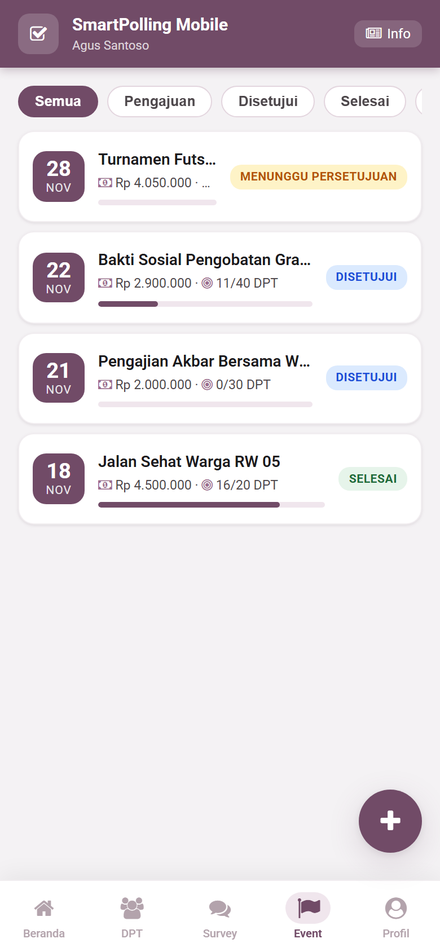 SmartPolling Mobile
Agus Santoso
Info
Semua
Pengajuan
Disetujui
Selesai
28
NOV
Turnamen Futs...
Rp 4.050.000 · ...
MENUNGGU PERSETUJUAN
22
NOV
Bakti Sosial Pengobatan Gra...
Rp 2.900.000 · 11/40 DPT
DISETUJUI
21
NOV
Pengajian Akbar Bersama W...
Rp 2.000.000 · 0/30 DPT
DISETUJUI
18
NOV
Jalan Sehat Warga RW 05
Rp 4.500.000 · 16/20 DPT
SELESAI
Beranda
DPT
Survey
Event
Profil